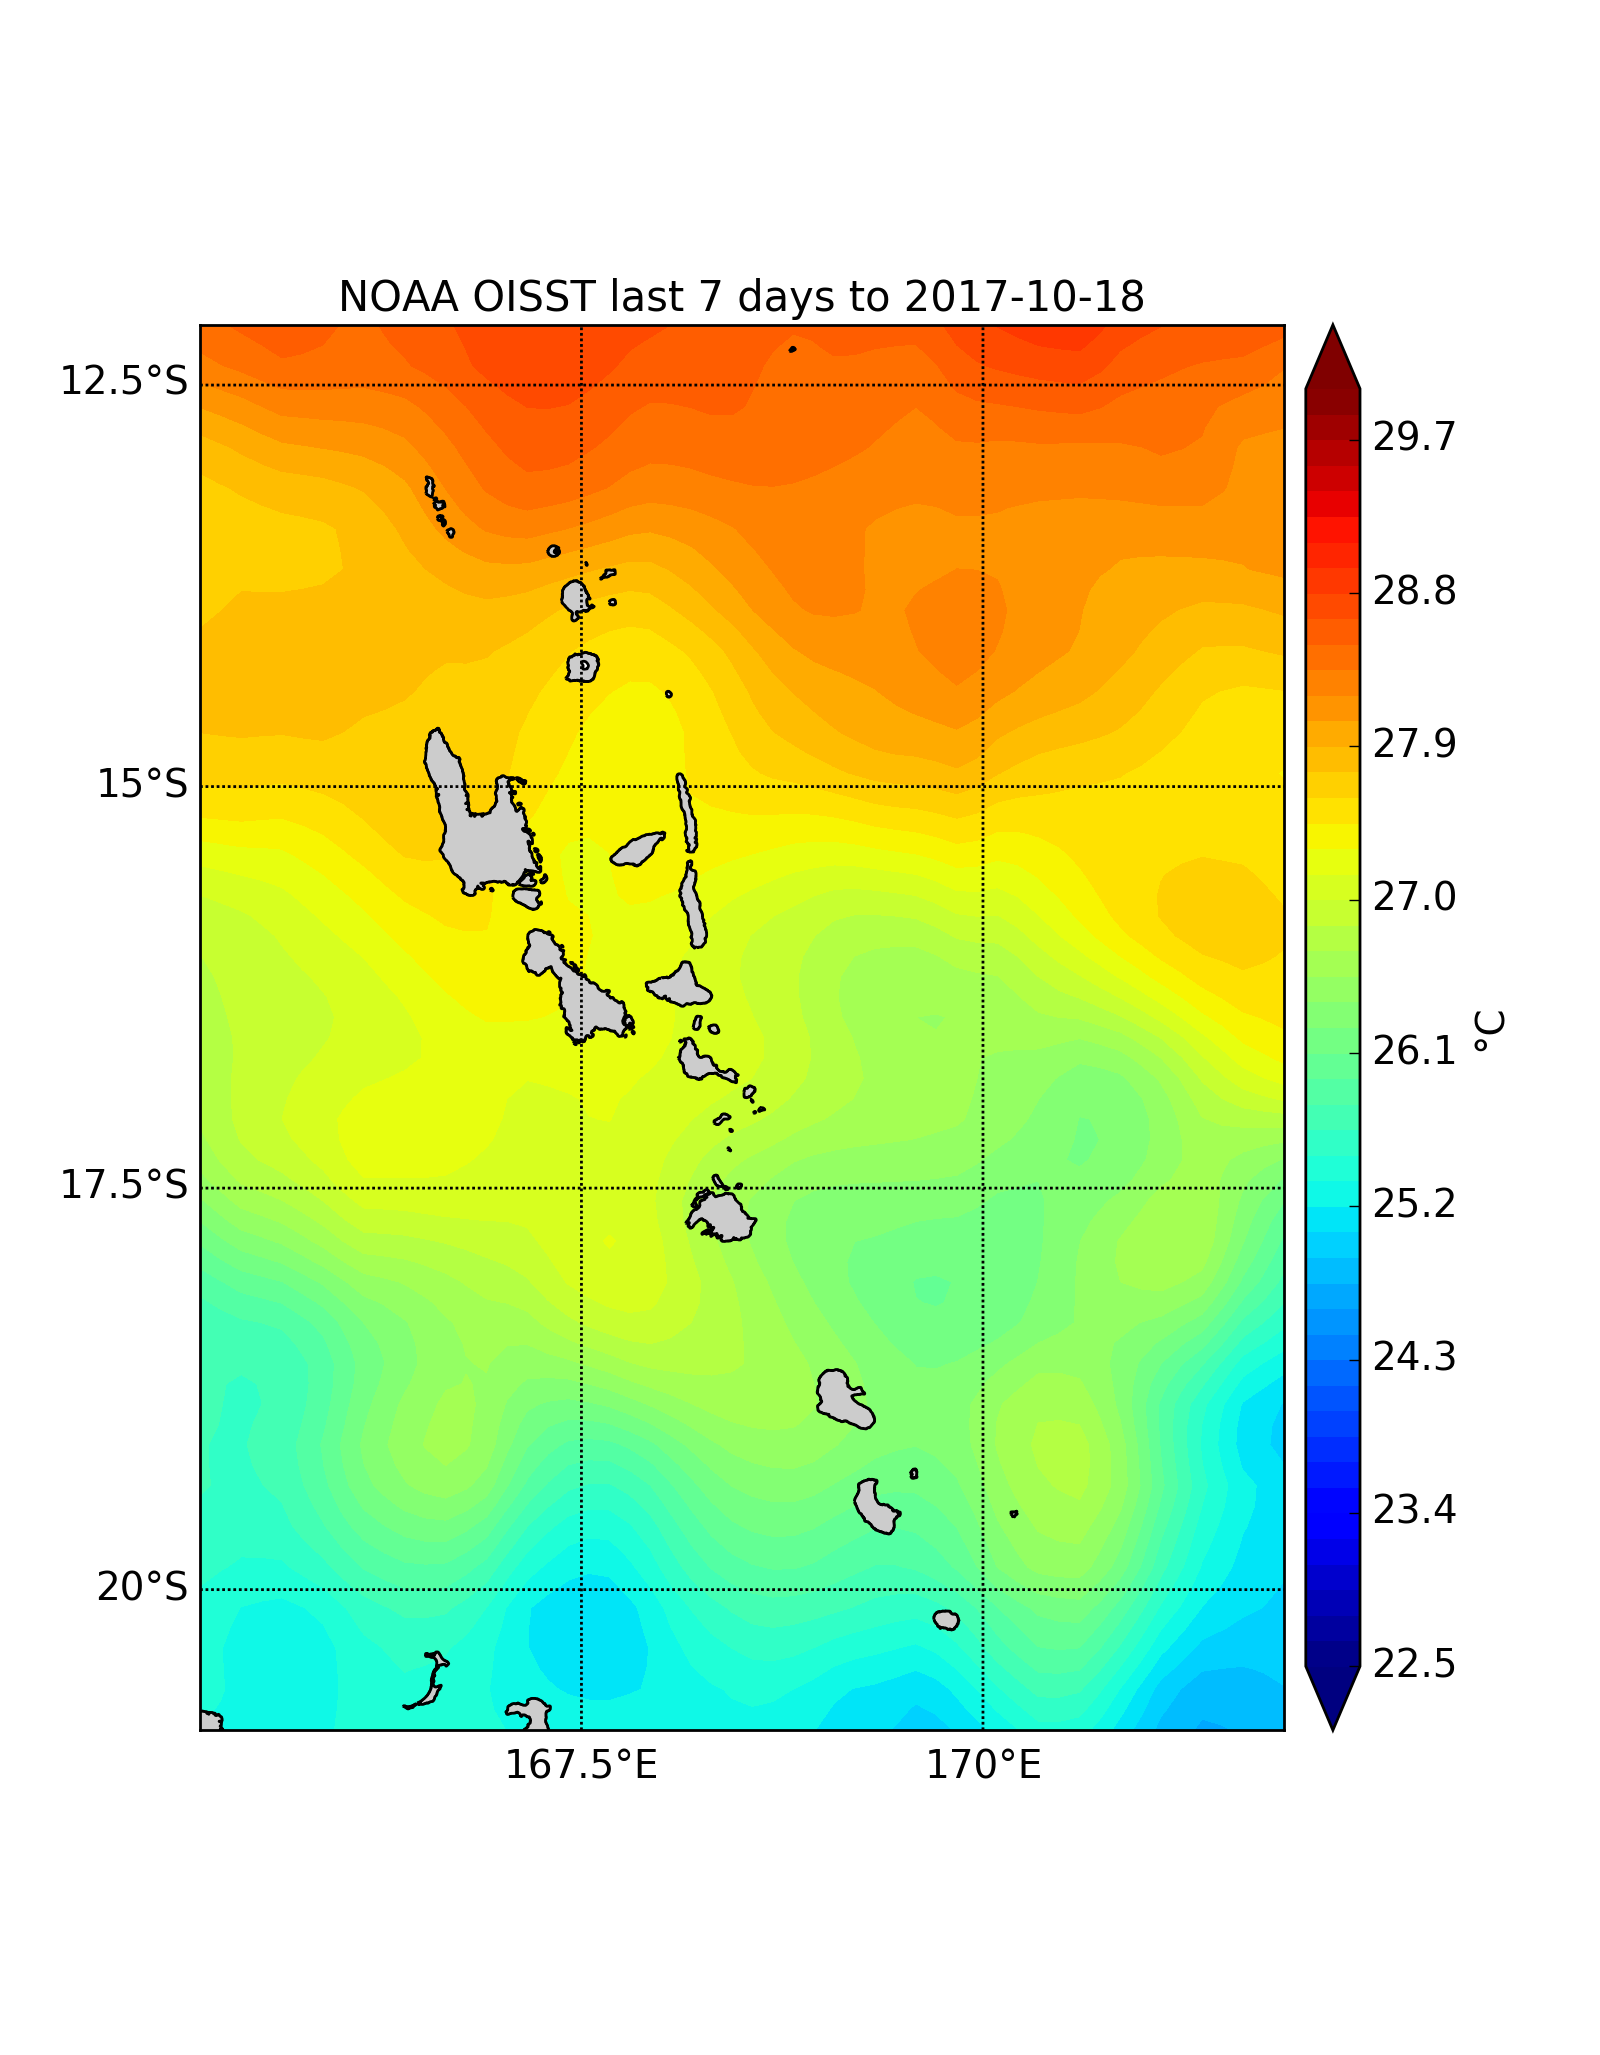 NOAA OISST last 7 days to 2017-10-18
12.5°S
15°S
17.5°S
20°S
167.5°E
170°E
29.7
28.8
27.9
27.0
26.1
25.2
24.3
23.4
22.5
°C